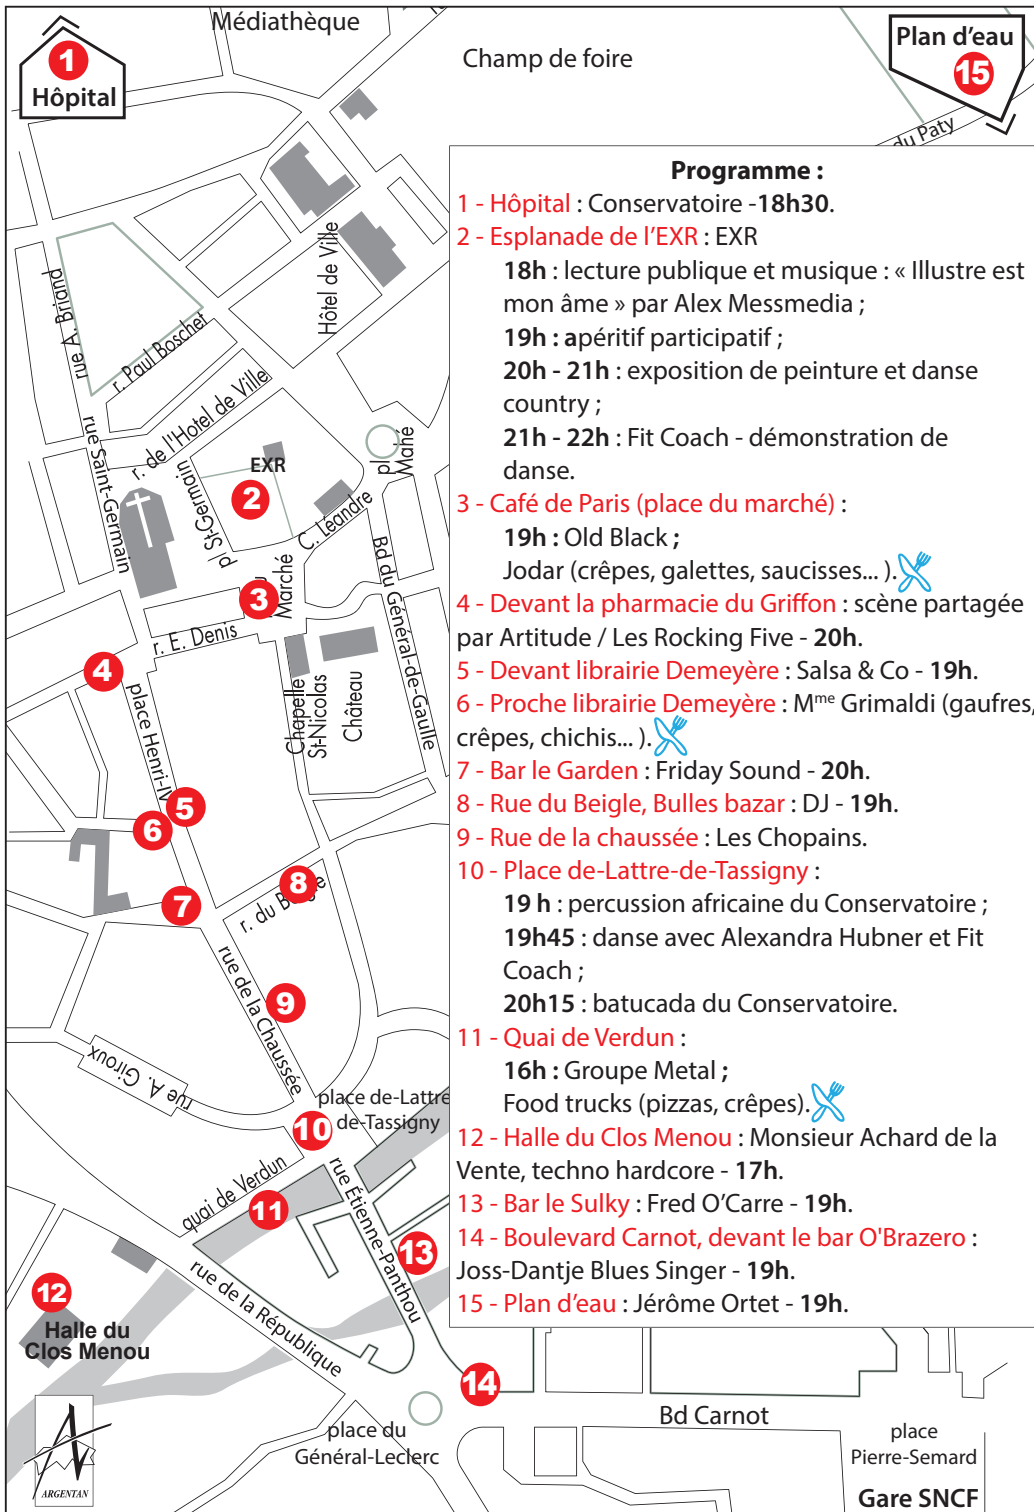 Médiathèque
1
Hôpital
Champ de foire
Plan d'eau
15
du Paty
Programme :
1 - Hôpital : Conservatoire -18h30.
2 - Esplanade de l'EXR : EXR
18h : lecture publique et musique : « Illustre est
mon âme » par Alex Messmedia ;
19h : apéritif participatif ;
20h - 21h : exposition de peinture et danse
country ;
21h - 22h : Fit Coach - démonstration de
danse.
3 - Café de Paris (place du marché) :
19h : Old Black ;
Jodar (crêpes, galettes, saucisses... ).
4 - Devant la pharmacie du Griffon : scène partagée
par Artitude / Les Rocking Five - 20h.
5 - Devant librairie Demeyère : Salsa & Co - 19h.
6 - Proche librairie Demeyère : Mme Grimaldi (gaufres,
crêpes, chichis... ).
7 - Bar le Garden : Friday Sound - 20h.
8 - Rue du Beigle, Bulles bazar : DJ - 19h.
9 - Rue de la chaussée : Les Chopains.
10 - Place de-Lattre-de-Tassigny :
19 h : percussion africaine du Conservatoire ;
19h45 : danse avec Alexandra Hubner et Fit
Coach ;
20h15 : batucada du Conservatoire.
11 - Quai de Verdun :
16h : Groupe Metal ;
Food trucks (pizzas, crêpes).
12 - Halle du Clos Menou : Monsieur Achard de la
Vente, techno hardcore - 17h.
13 - Bar le Sulky : Fred O'Carre - 19h.
14 - Boulevard Carnot, devant le bar O'Brazero :
Joss-Dantje Blues Singer - 19h.
15 - Plan d'eau : Jérôme Ortet - 19h.
rue A. Briand
r. Paul Boschet
Hôtel de Ville
r. de l'Hotel de Ville
rue Saint-Germain
pl St-Germain
EXR
2
pl Mahé
C. Léandre
Marché
3
Bd du Général-de-Gaulle
r. E. Denis
4
place Henri-IV
Chapelle
St-Nicolas
Château
5
6
7
8
r. du
rue de la Chaussée
9
rue A. Giroux
place de-Lattre
de-Tassigny
10
quai de Verdun
11
rue Étienne-Panthou
13
12
Halle du
Clos Menou
rue de la République
14
Bd Carnot
place du
Général-Leclerc
place
Pierre-Semard
Gare SNCF
ARGENTAN